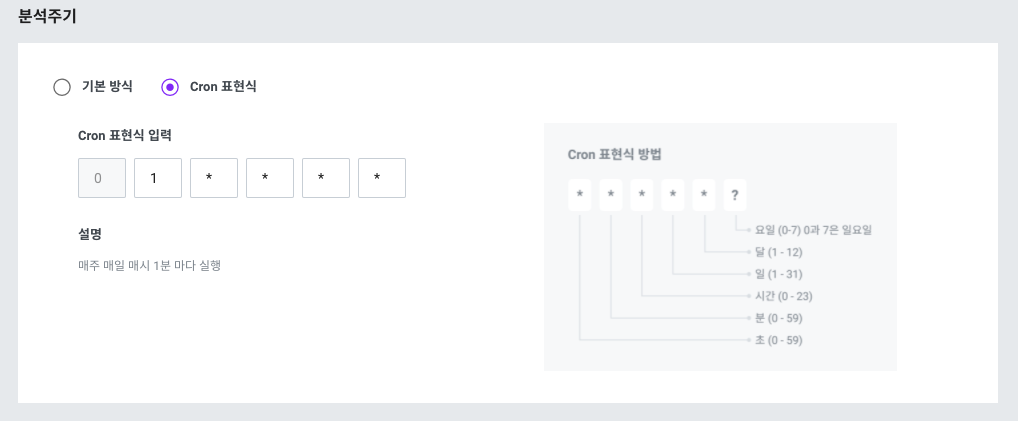 분석주기
기본 방식 Cron 표현식
Cron 표현식 입력
0 1 * * * *
설명
매주 매일 매시 1분 마다 실행
Cron 표현식 방법
* * * * * ?
요일 (0-7) 0과 7은 일요일
달 (1 - 12)
일 (1 - 31)
시간 (0 - 23)
분 (0 - 59)
초 (0 - 59)